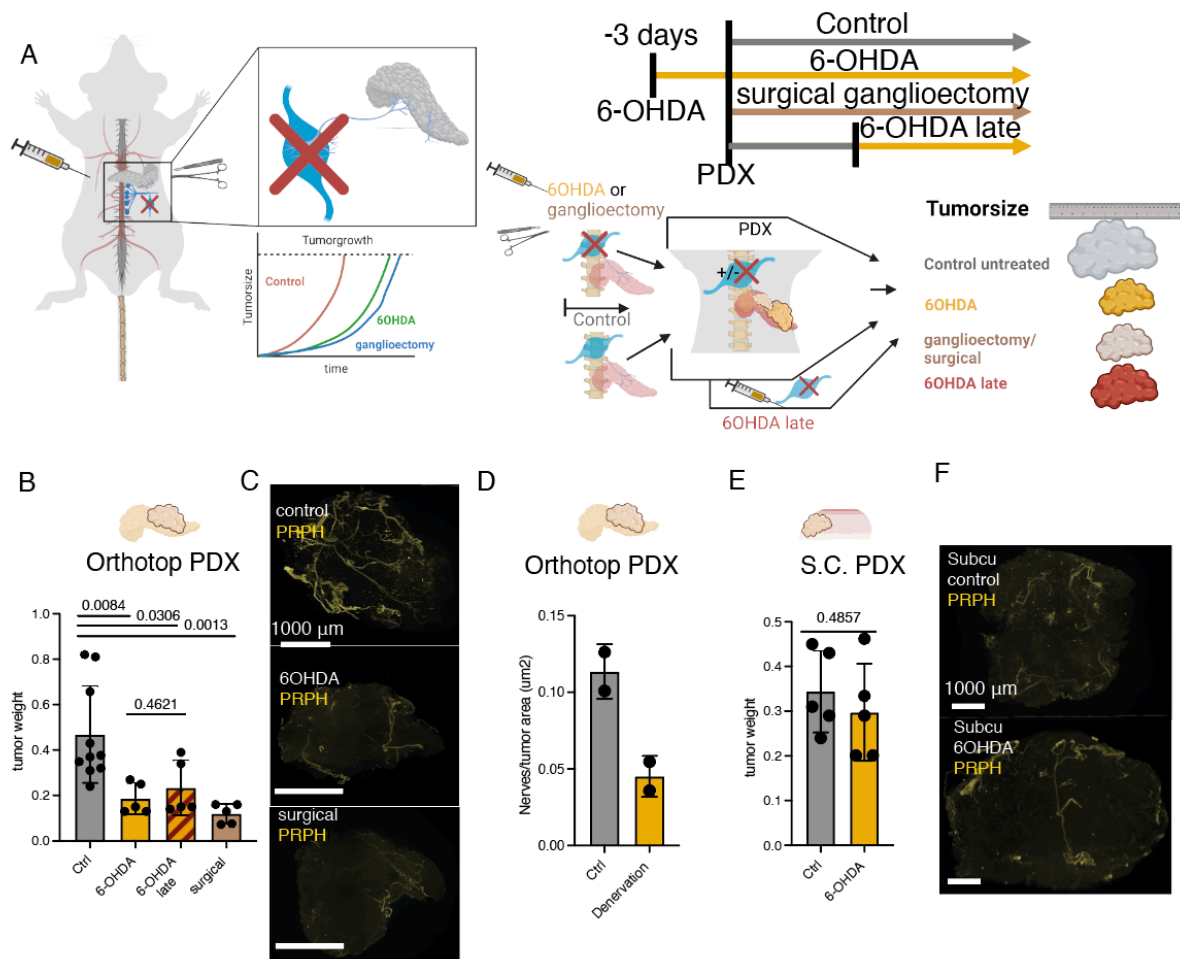 A
-3 days
6-OHDA
PDX
Control
6-OHDA
surgical ganglioectomy
6-OHDA late
Tumorgrowth
Tumorsize
Control
6OHDA
ganglioectomy
time
6OHDA or
ganglioectomy
Control
PDX
+/-
6OHDA late
Tumorsize
Control untreated
6OHDA
ganglioectomy/
surgical
6OHDA late
B
Orthotop PDX
0.0084
0.0306
0.0013
0.4621
tumor weight
1.0
0.8
0.6
0.4
0.2
0.0
Ctrl
6-OHDA
6-OHDA
late
surgical
C
control
PRPH
1000 µm
6OHDA
PRPH
surgical
PRPH
D
Orthotop PDX
Nerves/tumor area (um2)
0.15
0.10
0.05
0.00
Ctrl
Denervation
E
S.C. PDX
0.4857
tumor weight
0.5
0.4
0.3
0.2
0.1
0.0
Ctrl
6-OHDA
F
Subcu
control
PRPH
1000 µm
Subcu
6OHDA
PRPH